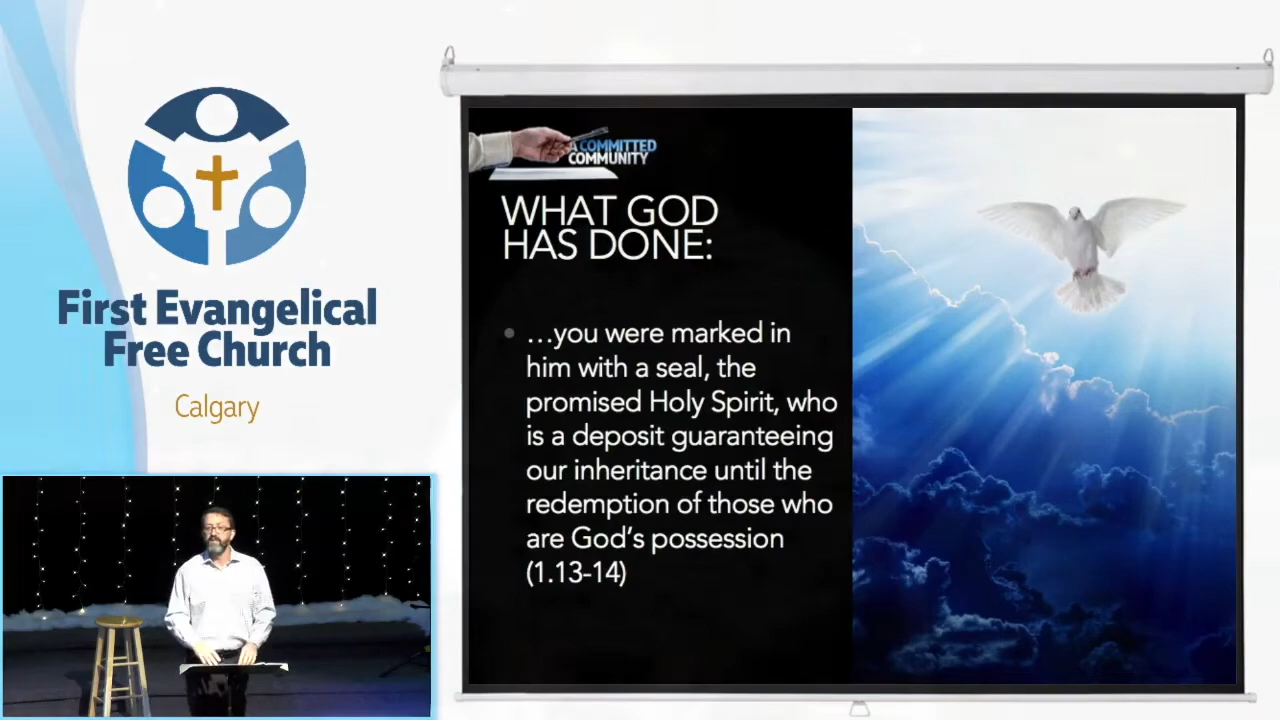 First Evangelical
Free Church
Calgary
A COMMITTED
COMMUNITY
WHAT GOD
HAS DONE:
• …you were marked in
him with a seal, the
promised Holy Spirit, who
is a deposit guaranteeing
our inheritance until the
redemption of those who
are God's possession
(1.13-14)